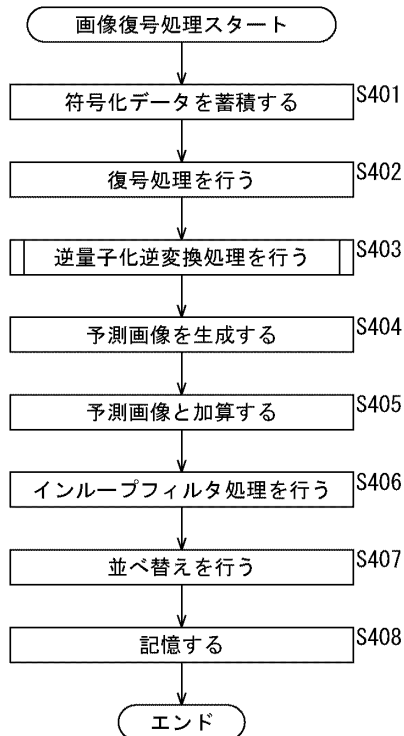 画像復号処理スタート
符号化データを蓄積する S401
復号処理を行う S402
逆量子化逆変換処理を行う S403
予測画像を生成する S404
予測画像と加算する S405
インループフィルタ処理を行う S406
並べ替えを行う S407
記憶する S408
エンド